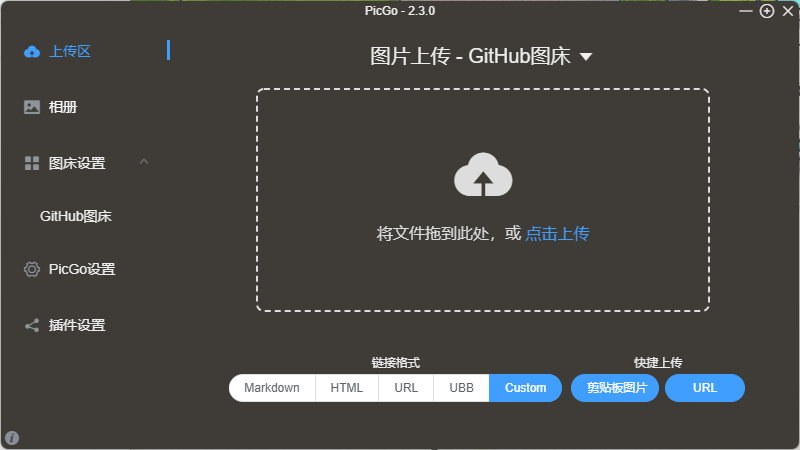 PicGo - 2.3.0
上传区
相册
图床设置
GitHub图床
PicGo设置
插件设置
图片上传 - GitHub图床
将文件拖到此处，或 点击上传
链接格式
Markdown HTML URL UBB Custom
快捷上传
剪贴板图片 URL
i